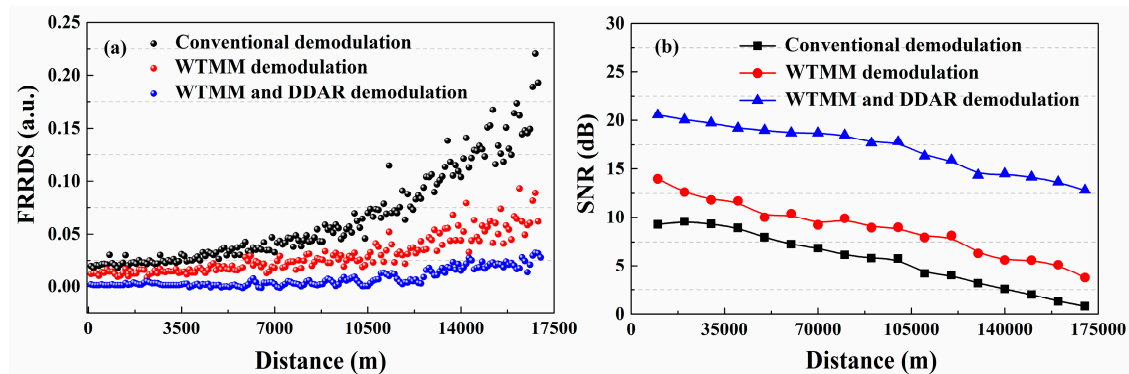 (a)
Conventional demodulation
WTMM demodulation
WTMM and DDAR demodulation
FRRDS (a.u.)
0.25
0.20
0.15
0.10
0.05
0.00
0
3500
7000
10500
14000
17500
Distance (m)
(b)
Conventional demodulation
WTMM demodulation
WTMM and DDAR demodulation
SNR (dB)
30
25
20
15
10
5
0
0
35000
70000
105000
140000
175000
Distance (m)